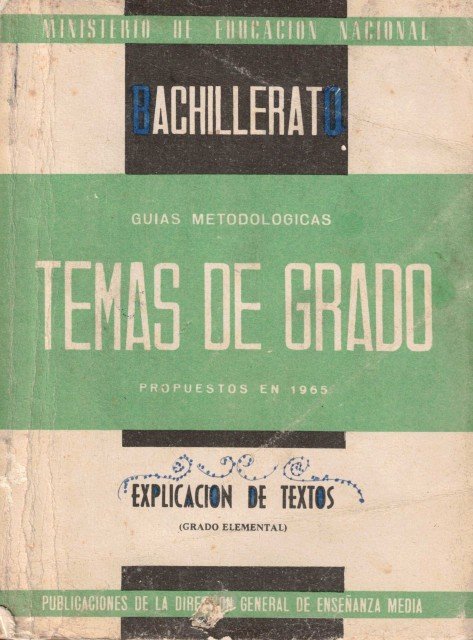 MINISTERIO DE EDUCACION NACIONAL
BACHILLERATO
GUIAS METODOLOGICAS
TEMAS DE GRADO
PROPUESTOS EN 1965
EXPLICACION DE TEXTOS
(GRADO ELEMENTAL)
PUBLICACIONES DE LA DIRECCION GENERAL DE ENSEÑANZA MEDIA